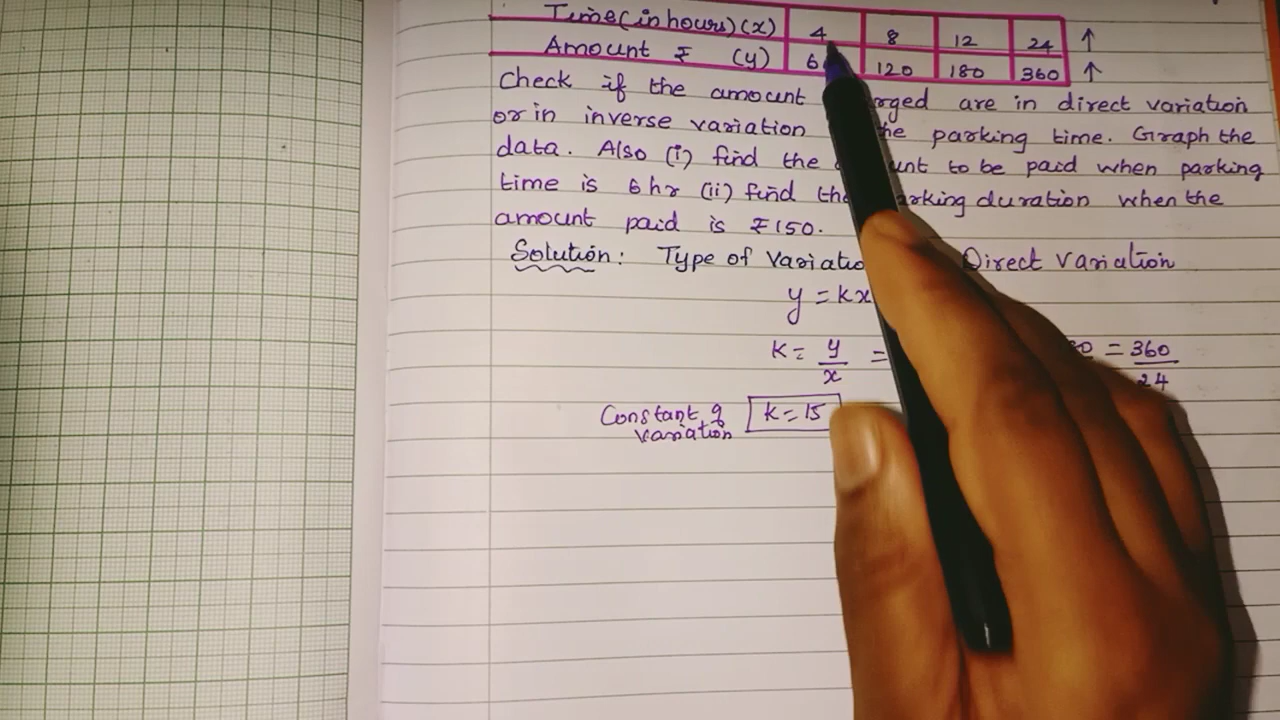 Time (in hours) (x) 4 8 12 24 ↑
Amount ₹ (y) 120 180 360 ↑
Check if the amount are in direct variation
or in inverse variation parking time. Graph the
data. Also (i) find the to be paid when parking
time is 6 hr (ii) find duration when the
amount paid is ₹150.
Solution: Type of Direct variation
y = kx
K = y/x = = 360/24
Constant of
variation
k = 15